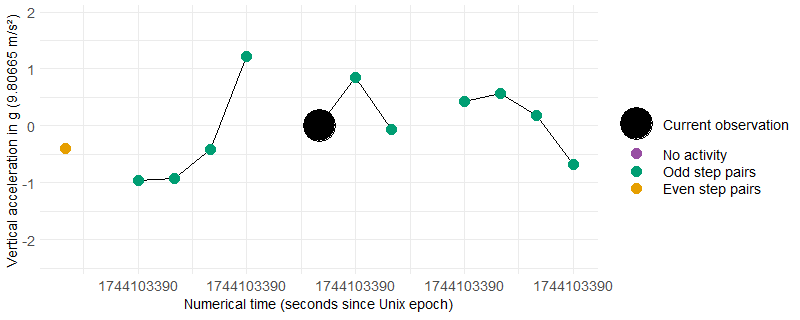 Vertical acceleration in g (9.80665 m/s²)
2
1
0
-1
-2
1744103390 1744103390 1744103390 1744103390 1744103390
Numerical time (seconds since Unix epoch)
Current observation
No activity
Odd step pairs
Even step pairs